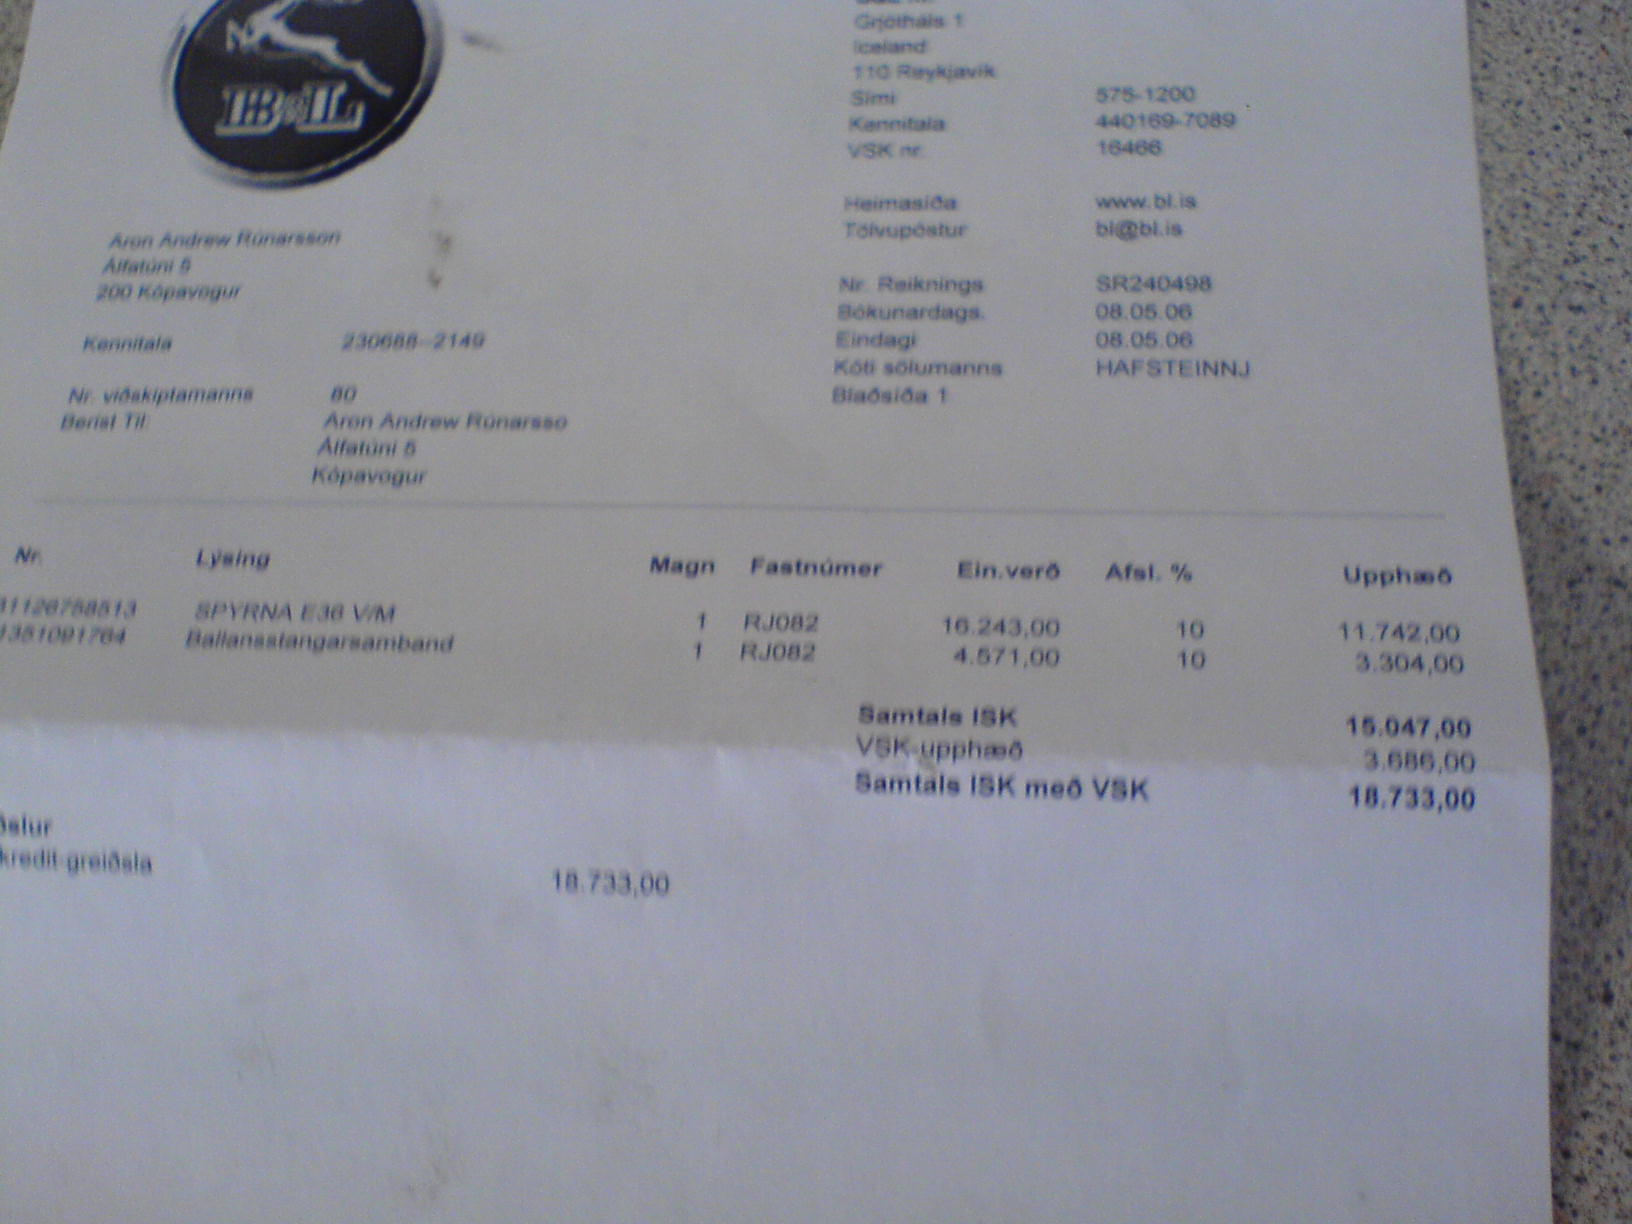 B&L
Grjótháls 1
Iceland
110 Reykjavík
Sími 575-1200
Kennitala 440169-7089
VSK nr. 16466
Heimasíða www.bl.is
Tölvupóstur bl@bl.is
Aron Andrew Rúnarsson
Álfatúni 5
200 Kópavogur
Kennitala 230688--2149
Nr. viðskiptamanns 80
Berist Til: Aron Andrew Rúnarsso
Álfatúni 5
Kópavogur
Nr. Reiknings SR240498
Bókunardags. 08.05.06
Eindagi 08.05.06
Kóti sölumanns HAFSTEINNJ
Blaðsíða 1
Nr. Lýsing Magn Fastnúmer Ein.verð Afsl. % Upphæð
31126758513 SPYRNA E36 V/M 1 RJ082 16.243,00 10 11.742,00
1351091764 Ballansstangarsamband 1 RJ082 4.571,00 10 3.304,00
Samtals ISK 15.047,00
VSK-upphæð 3.686,00
Samtals ISK með VSK 18.733,00
ðslur
kredit-greiðsla 18.733,00